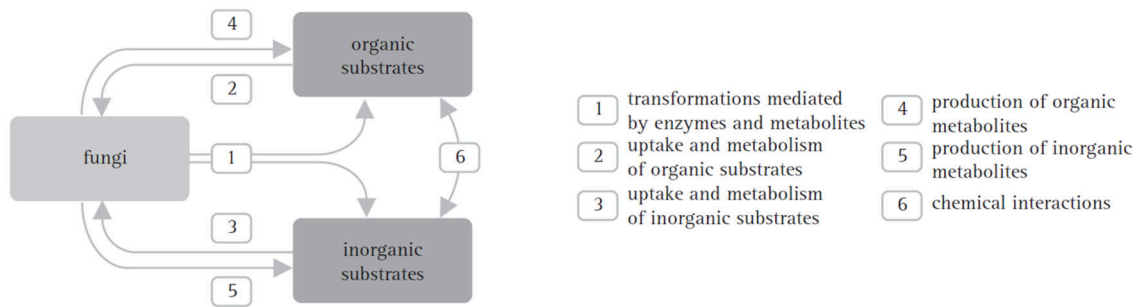 4
organic
substrates
2
fungi
1
6
3
inorganic
substrates
5
1 transformations mediated
by enzymes and metabolites
2 uptake and metabolism
of organic substrates
3 uptake and metabolism
of inorganic substrates
4 production of organic
metabolites
5 production of inorganic
metabolites
6 chemical interactions